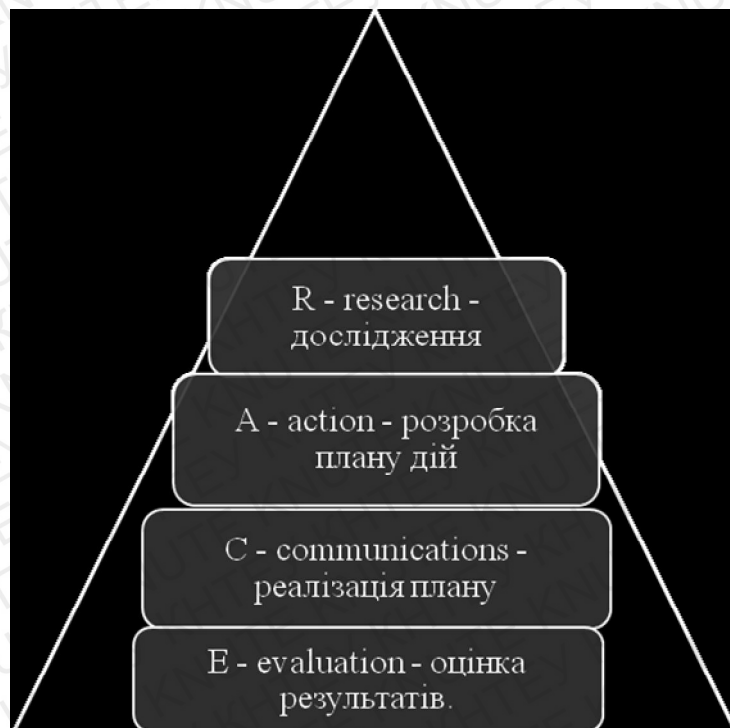 R - research -
дослідження
A - action - розробка
плану дій
C - communications -
реалізація плану
E - evaluation - оцінка
результатів.